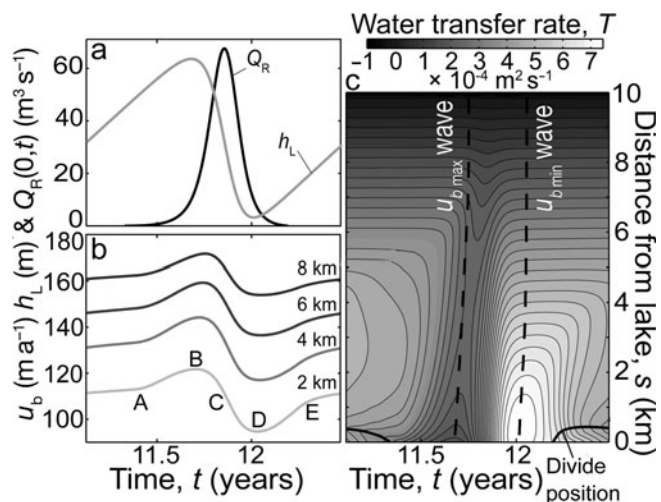 Water transfer rate, T
−1 0 1 2 3 4 5 6 7
× 10⁻⁴ m² s⁻¹
a
60
40
20
0
Q_R
h_L
h_L (m) & Q_R(0,t) (m³ s⁻¹)
b
180
160
140
120
100
8 km
6 km
4 km
2 km
A
B
C
D
E
u_b (m a⁻¹)
11.5 12
Time, t (years)
c
u_b max wave
u_b min wave
10
8
6
4
2
0
Distance from lake, s (km)
11.5 12
Time, t (years)
Divide
position